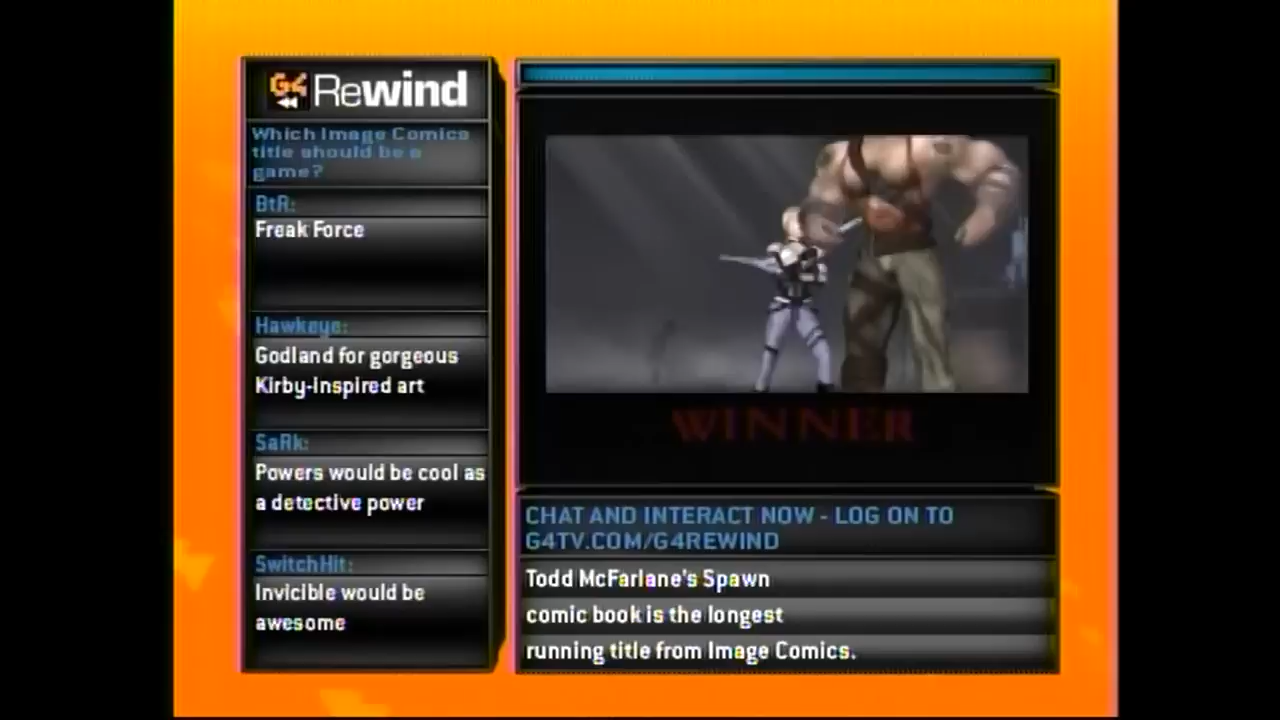 G4 Rewind
Which Image Comics
title should be a
game?
BtR:
Freak Force
Hawkeye:
Godland for gorgeous
Kirby-inspired art
SaRk:
Powers would be cool as
a detective power
SwitchHit:
Invicible would be
awesome
WINNER
CHAT AND INTERACT NOW - LOG ON TO
G4TV.COM/G4REWIND
Todd McFarlane's Spawn
comic book is the longest
running title from Image Comics.